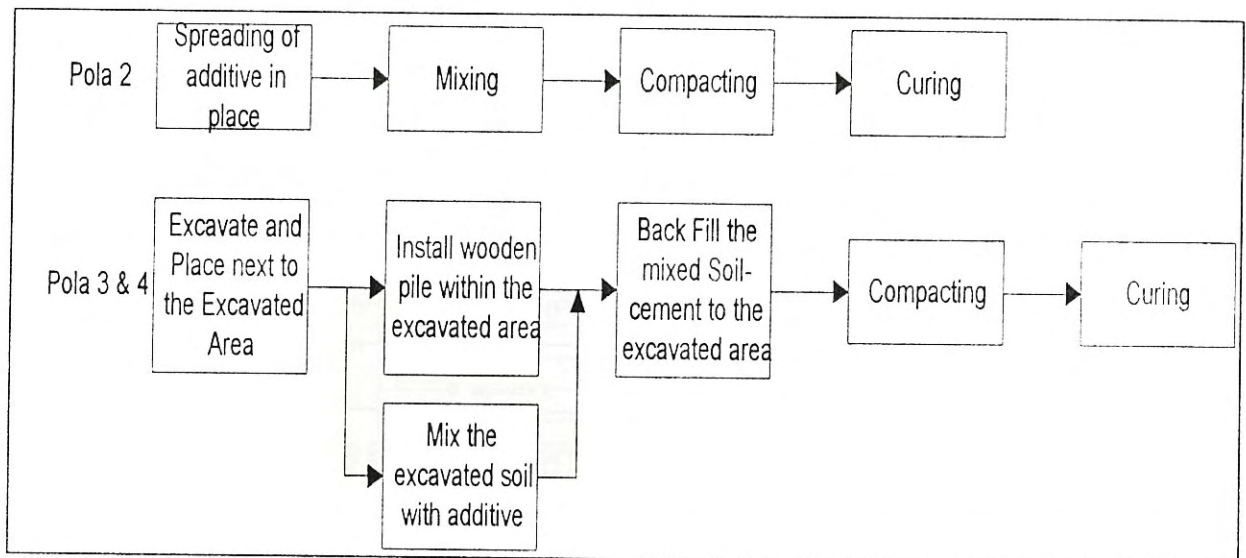 Pola 2
Spreading of
additive in
place
Mixing
Compacting
Curing
Pola 3 & 4
Excavate and
Place next to
the Excavated
Area
Install wooden
pile within the
excavated area
Mix the
excavated soil
with additive
Back Fill the
mixed Soil-
cement to the
excavated area
Compacting
Curing